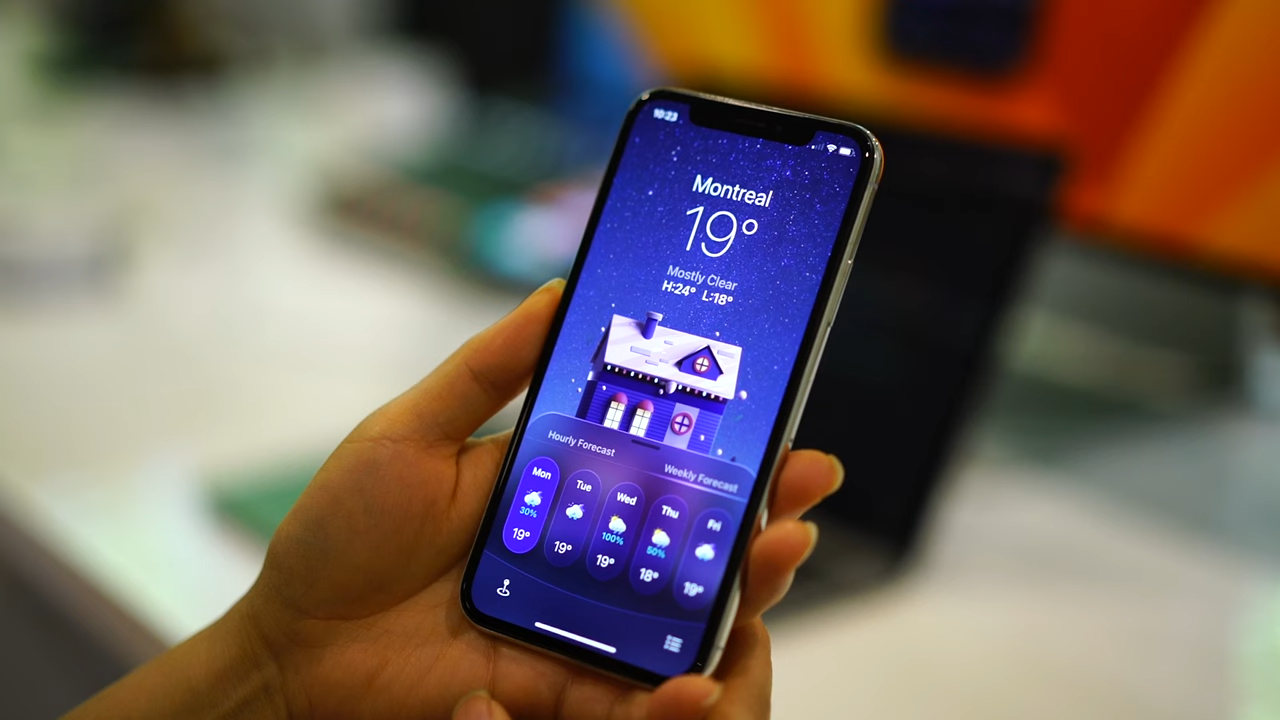 10:23
Montreal
19°
Mostly Clear
H:24° L:18°
Hourly Forecast
Weekly Forecast
Mon Tue Wed Thu Fri
30% 100% 50%
19° 19° 19° 18° 19°